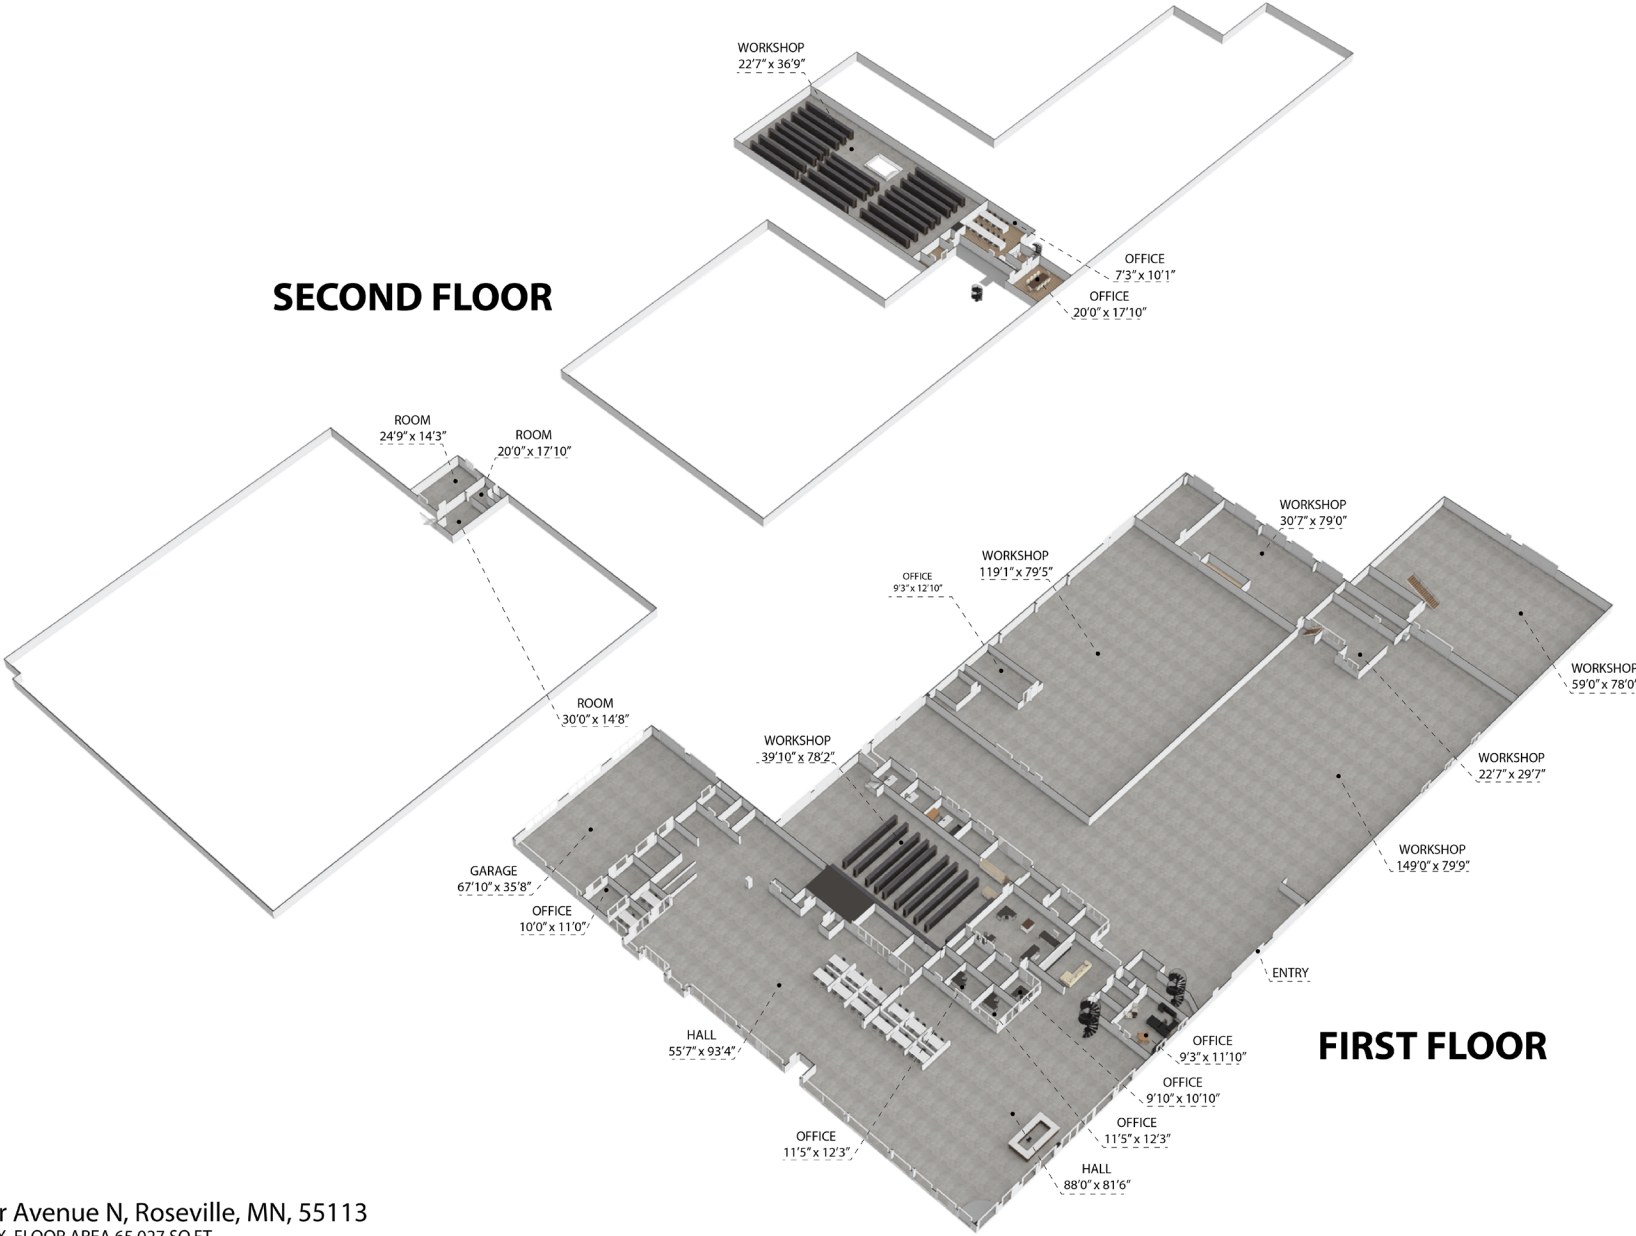 WORKSHOP
22'7" x 36'9"
OFFICE
7'3" x 10'1"
OFFICE
20'0" x 17'10"
SECOND FLOOR
ROOM
24'9" x 14'3"
ROOM
20'0" x 17'10"
ROOM
30'0" x 14'8"
WORKSHOP
30'7" x 79'0"
WORKSHOP
119'1" x 79'5"
OFFICE
9'3" x 12'10"
WORKSHOP
59'0" x 78'0"
WORKSHOP
39'10" x 78'2"
WORKSHOP
22'7" x 29'7"
WORKSHOP
149'0" x 79'9"
GARAGE
67'10" x 35'8"
OFFICE
10'0" x 11'0"
ENTRY
HALL
55'7" x 93'4"
FIRST FLOOR
OFFICE
9'3" x 11'10"
OFFICE
9'10" x 10'10"
OFFICE
11'5" x 12'3"
OFFICE
11'5" x 12'3"
HALL
88'0" x 81'6"
r Avenue N, Roseville, MN, 55113
X. FLOOR AREA 65,027 SQ.FT